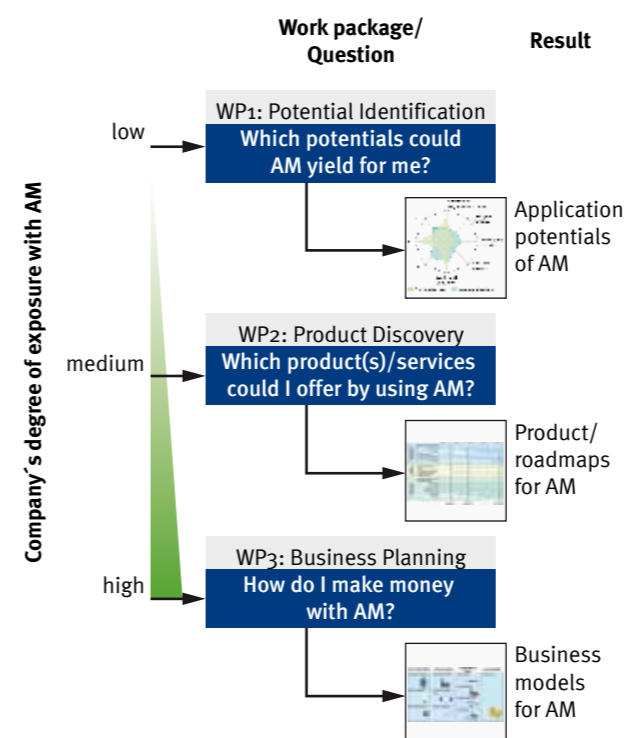 Work package/
Question
Result
Company´s degree of exposure with AM
low
WP1: Potential Identification
Which potentials could
AM yield for me?
Application
potentials
of AM
medium
WP2: Product Discovery
Which product(s)/services
could I offer by using AM?
Product/
roadmaps
for AM
high
WP3: Business Planning
How do I make money
with AM?
Business
models
for AM